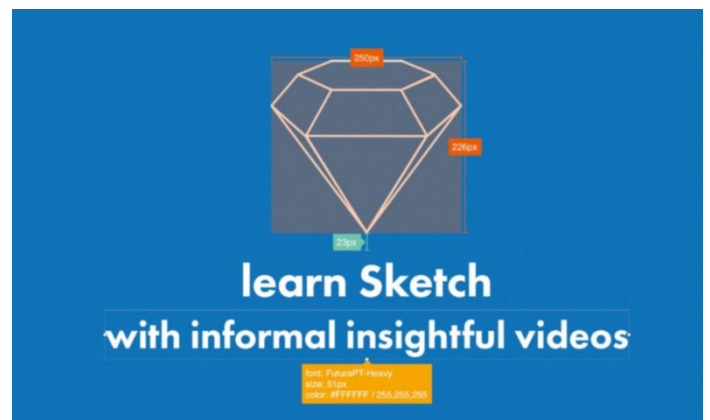 250px
226px
23px
learn Sketch
with informal insightful videos
font: FuturaPT-Heavy
size: 51px
color: #FFFFFF / 255,255,255